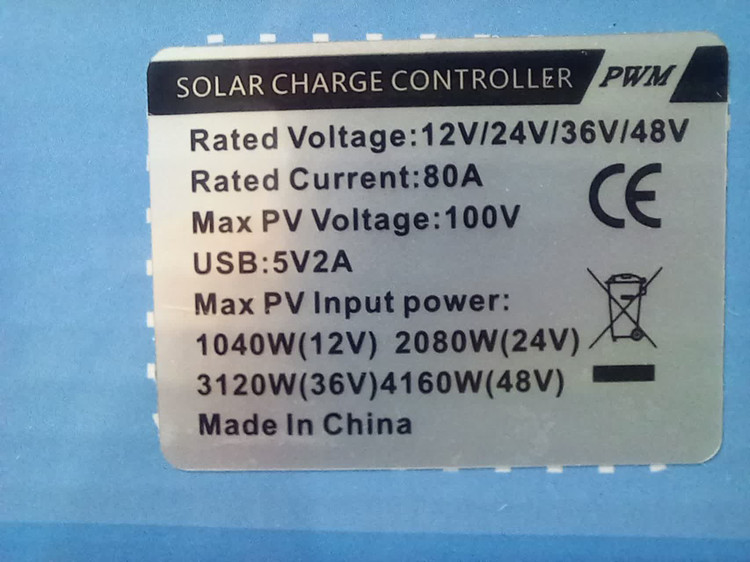 SOLAR CHARGE CONTROLLER PWM
Rated Voltage:12V/24V/36V/48V
Rated Current:80A
CE
Max PV Voltage:100V
USB:5V2A
Max PV Input power:
1040W(12V) 2080W(24V)
3120W(36V)4160W(48V)
Made In China